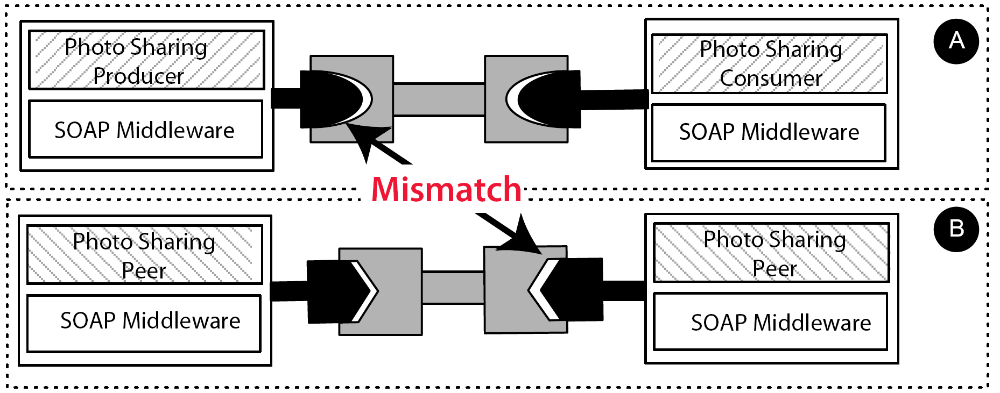 Photo Sharing
Producer
SOAP Middleware
Photo Sharing
Consumer
SOAP Middleware
A
Mismatch
Photo Sharing
Peer
SOAP Middleware
Photo Sharing
Peer
SOAP Middleware
B